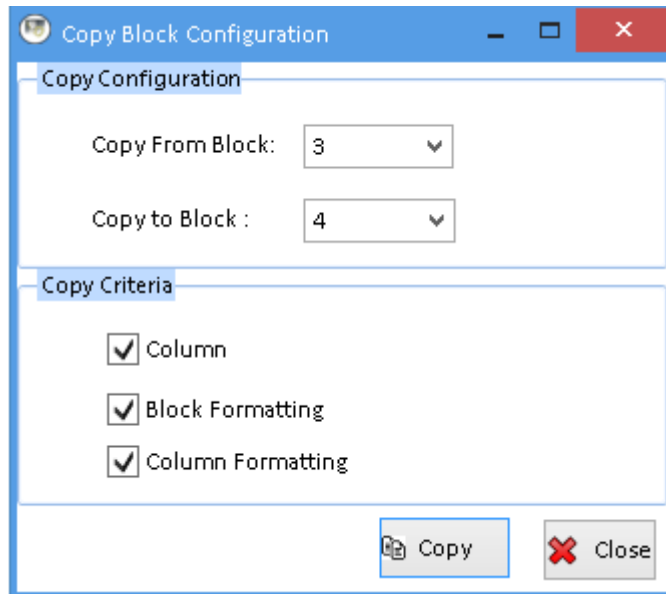 Copy Block Configuration
Copy Configuration
Copy From Block: 3
Copy to Block : 4
Copy Criteria
Column
Block Formatting
Column Formatting
Copy Close